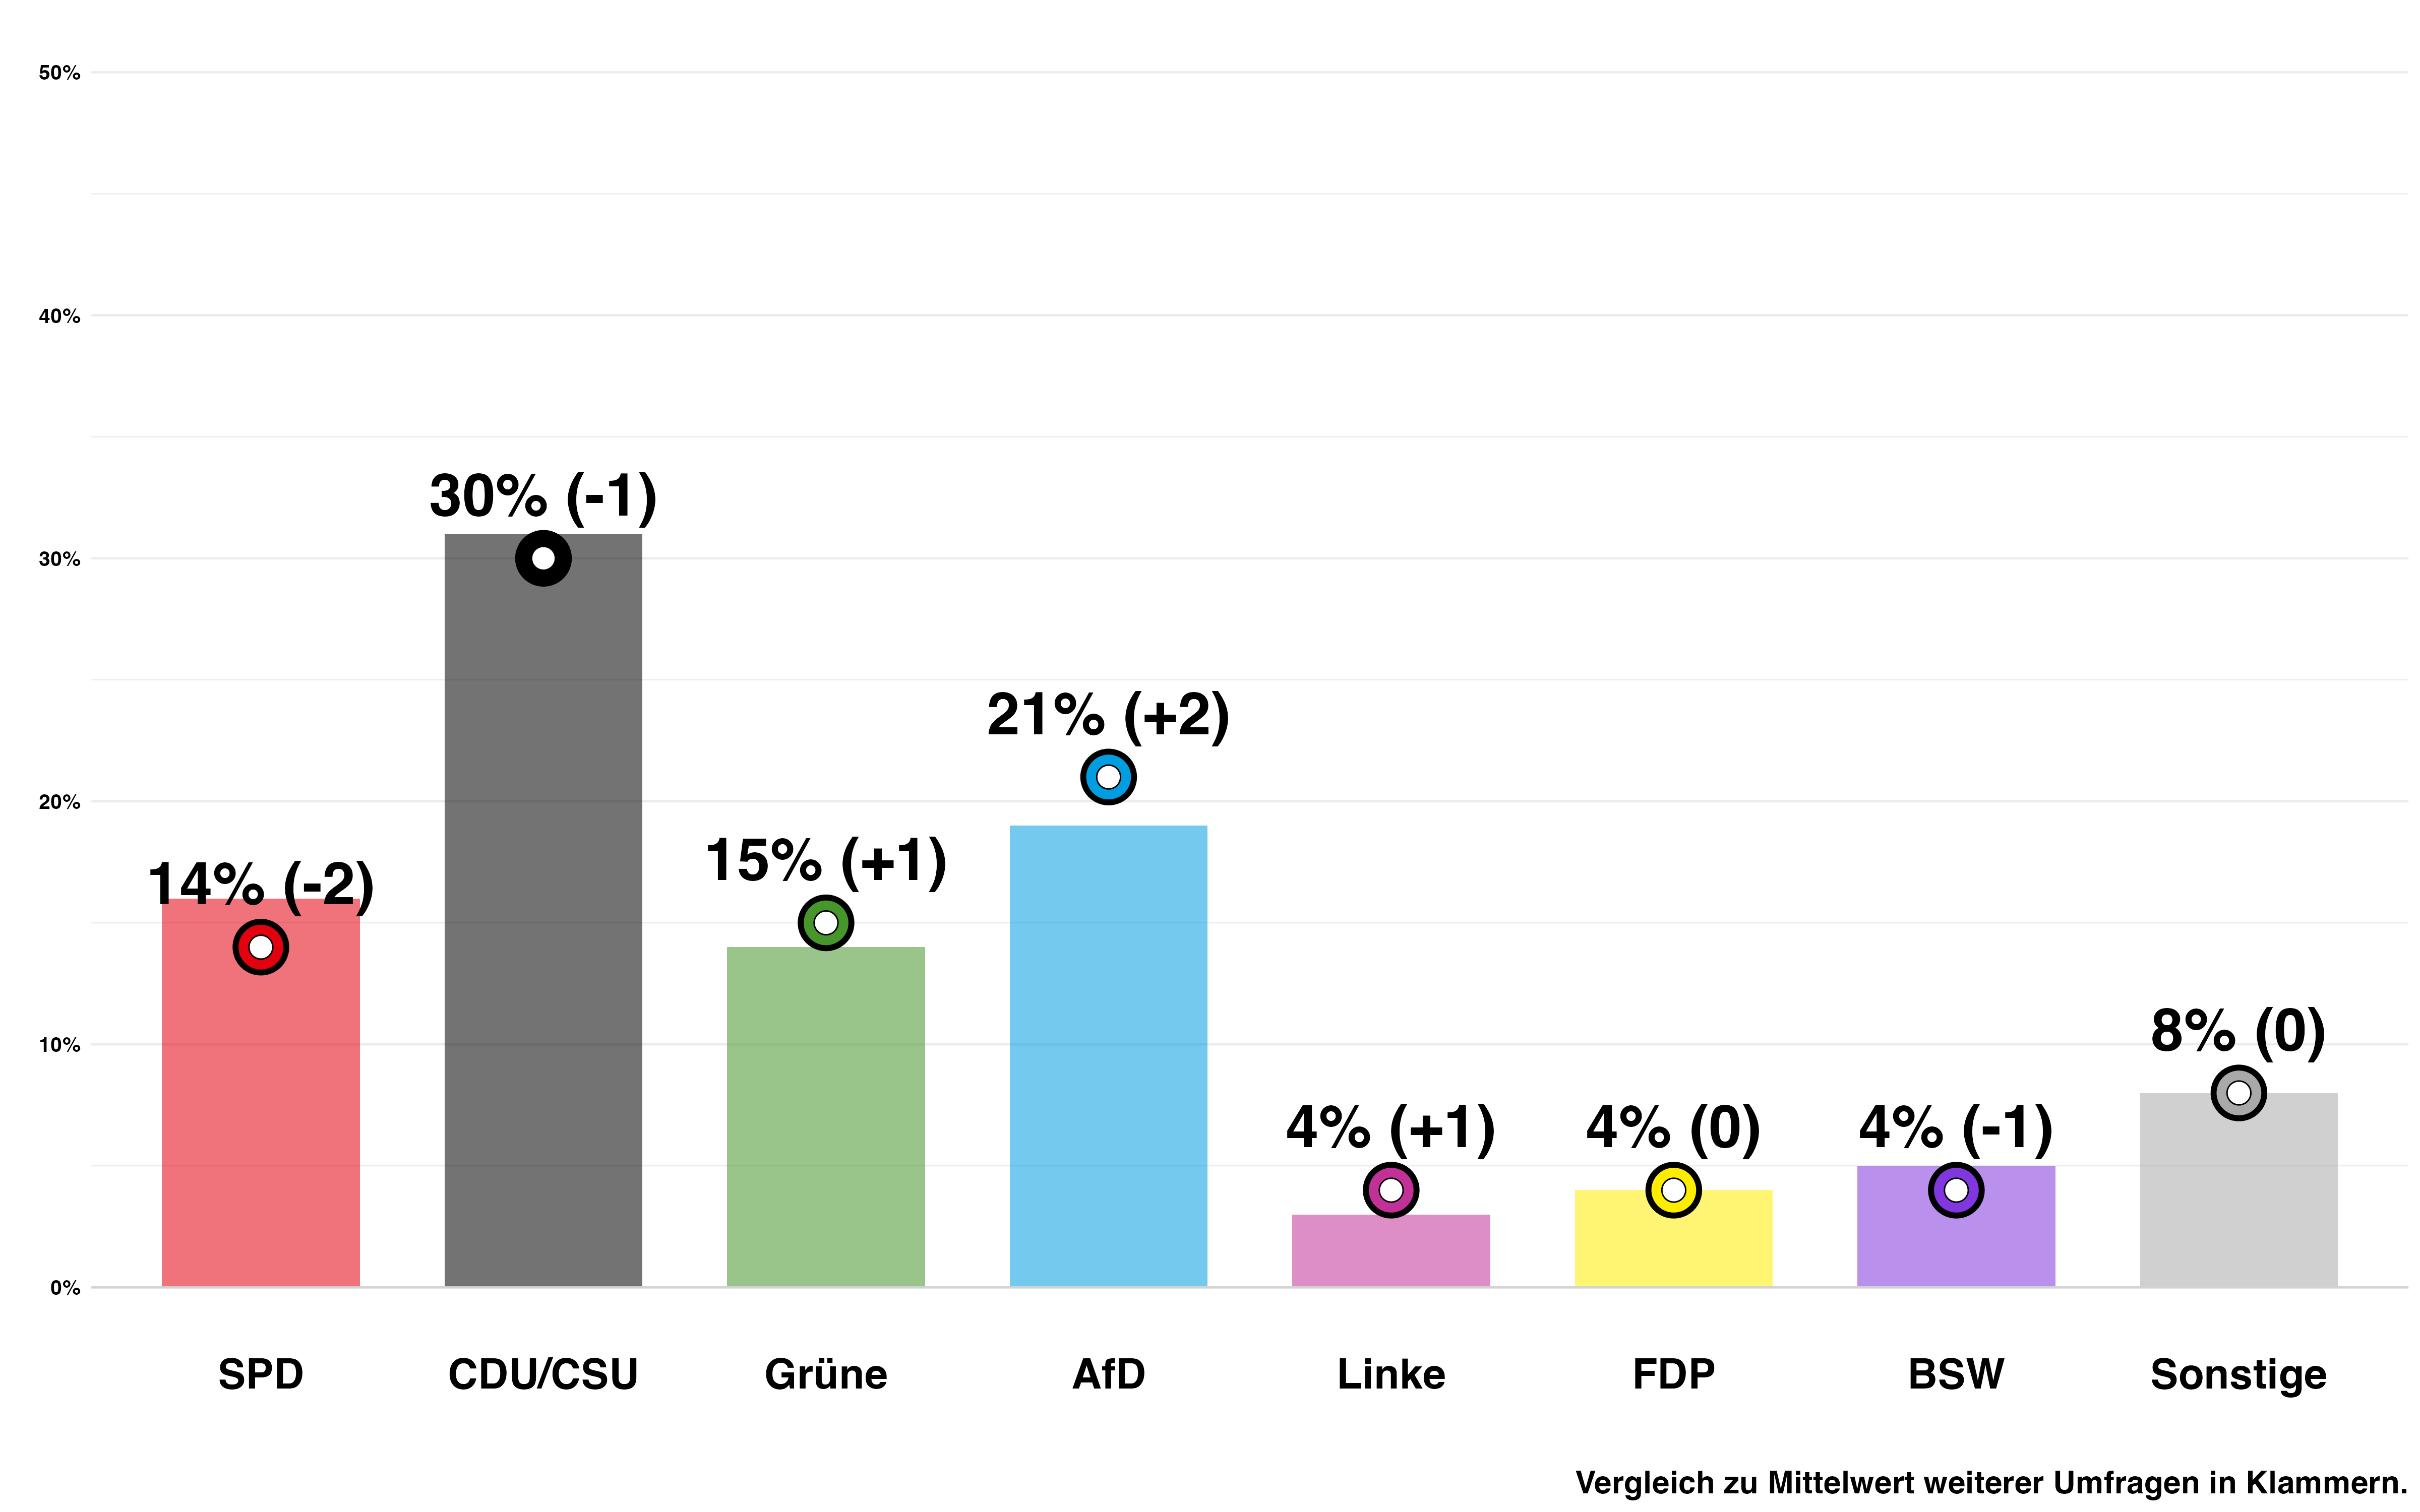 50%
40%
30%
20%
10%
0%
14% (-2)
30% (-1)
15% (+1)
21% (+2)
4% (+1)
4% (0)
4% (-1)
8% (0)
SPD
CDU/CSU
Grüne
AfD
Linke
FDP
BSW
Sonstige
Vergleich zu Mittelwert weiterer Umfragen in Klammern.